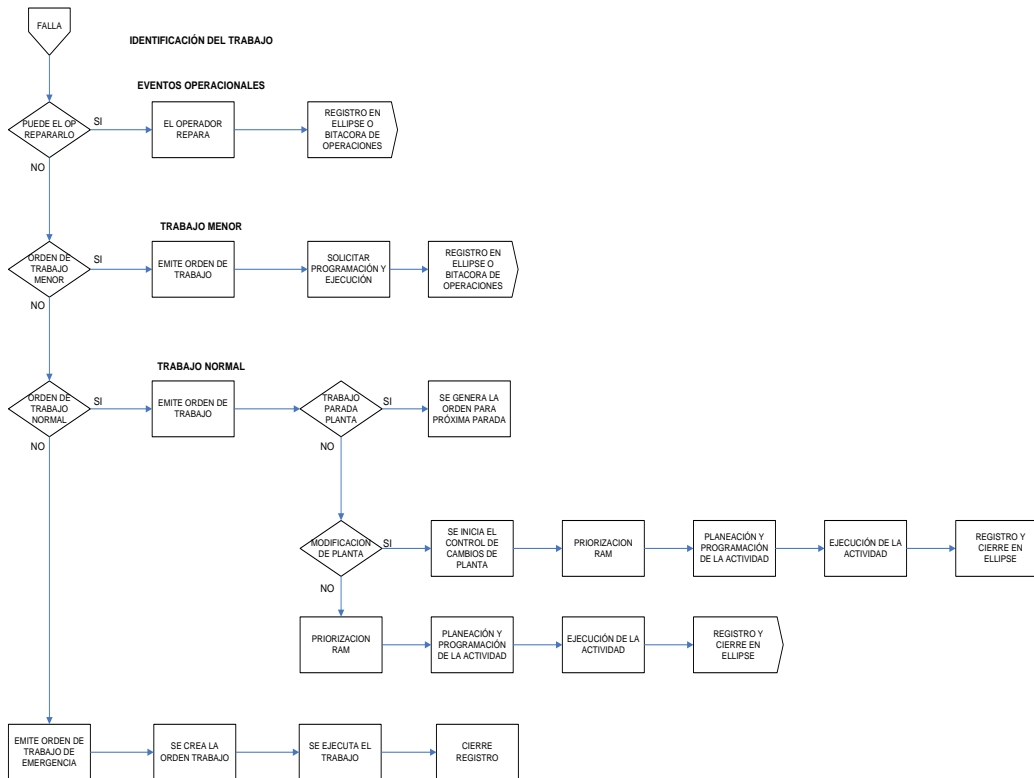 FALLA
IDENTIFICACIÓN DEL TRABAJO
EVENTOS OPERACIONALES
PUEDE EL OP
REPARARLO
SI
EL OPERADOR
REPARA
REGISTRO EN
ELLIPSE O
BITACORA DE
OPERACIONES
NO
TRABAJO MENOR
ORDEN DE
TRABAJO
MENOR
SI
EMITE ORDEN DE
TRABAJO
SOLICITAR
PROGRAMACIÓN Y
EJECUCIÓN
REGISTRO EN
ELLIPSE O
BITACORA DE
OPERACIONES
NO
TRABAJO NORMAL
ORDEN DE
TRABAJO
NORMAL
SI
EMITE ORDEN DE
TRABAJO
TRABAJO
PARADA
PLANTA
SI
SE GENERA LA
ORDEN PARA
PRÓXIMA PARADA
NO
NO
MODIFICACION
DE PLANTA
SI
SE INICIA EL
CONTROL DE
CAMBIOS DE
PLANTA
PRIORIZACION
RAM
PLANEACIÓN Y
PROGRAMACIÓN
DE LA ACTIVIDAD
EJECUCIÓN DE LA
ACTIVIDAD
REGISTRO Y
CIERRE EN
ELLIPSE
NO
PRIORIZACION
RAM
PLANEACIÓN Y
PROGRAMACIÓN
DE LA ACTIVIDAD
EJECUCIÓN DE LA
ACTIVIDAD
REGISTRO Y
CIERRE EN
ELLIPSE
EMITE ORDEN DE
TRABAJO DE
EMERGENCIA
SE CREA LA
ORDEN TRABAJO
SE EJECUTA EL
TRABAJO
CIERRE
REGISTRO